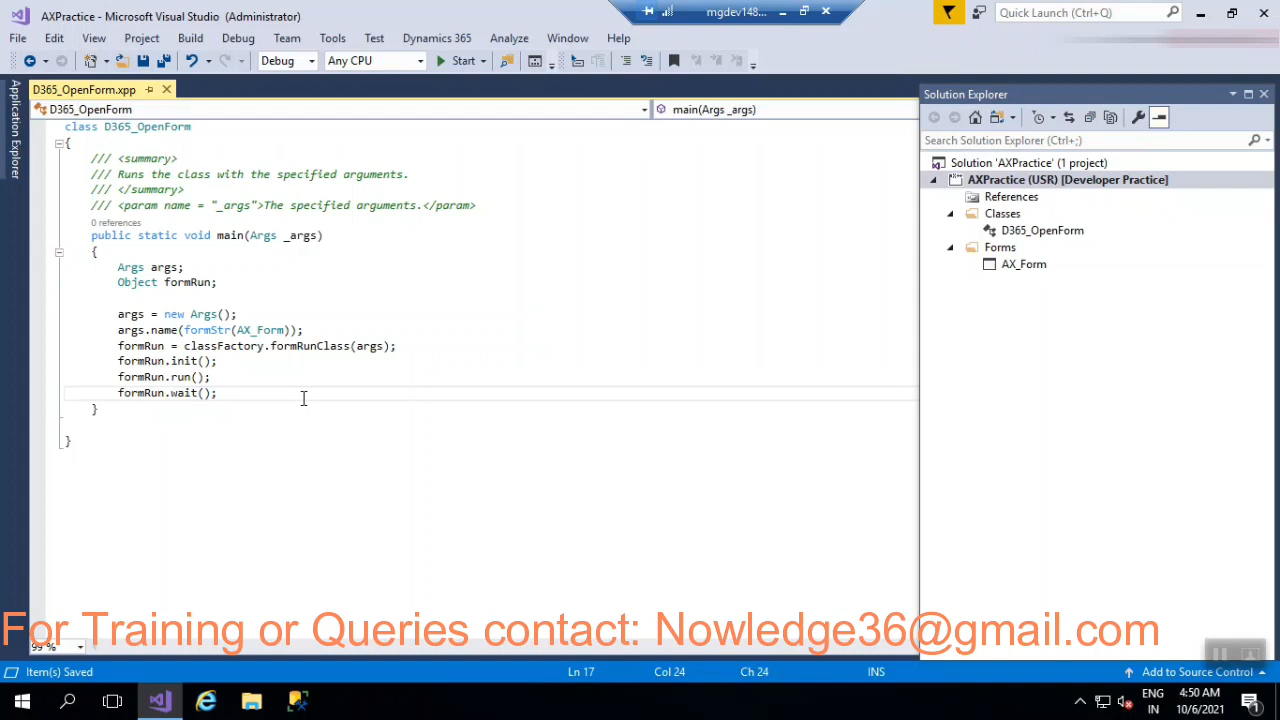 AXPractice - Microsoft Visual Studio (Administrator)
mgdev148...
Quick Launch (Ctrl+Q)
File Edit View Project Build Debug Team Tools Test Dynamics 365 Analyze Window Help
Debug Any CPU Start
Application Explorer
D365_OpenForm.xpp
D365_OpenForm main(Args _args)
class D365_OpenForm
{
/// <summary>
/// Runs the class with the specified arguments.
/// </summary>
/// <param name = "_args">The specified arguments.</param>
0 references
public static void main(Args _args)
{
Args args;
Object formRun;
args = new Args();
args.name(formStr(AX_Form));
formRun = classFactory.formRunClass(args);
formRun.init();
formRun.run();
formRun.wait();
}
}
Solution Explorer
Search Solution Explorer (Ctrl+;)
Solution 'AXPractice' (1 project)
AXPractice (USR) [Developer Practice]
References
Classes
D365_OpenForm
Forms
AX_Form
For Training or Queries contact: Nowledge36@gmail.com
99 %
Item(s) Saved Ln 17 Col 24 Ch 24 INS Add to Source Control
ENG
IN
4:50 AM
10/6/2021
1